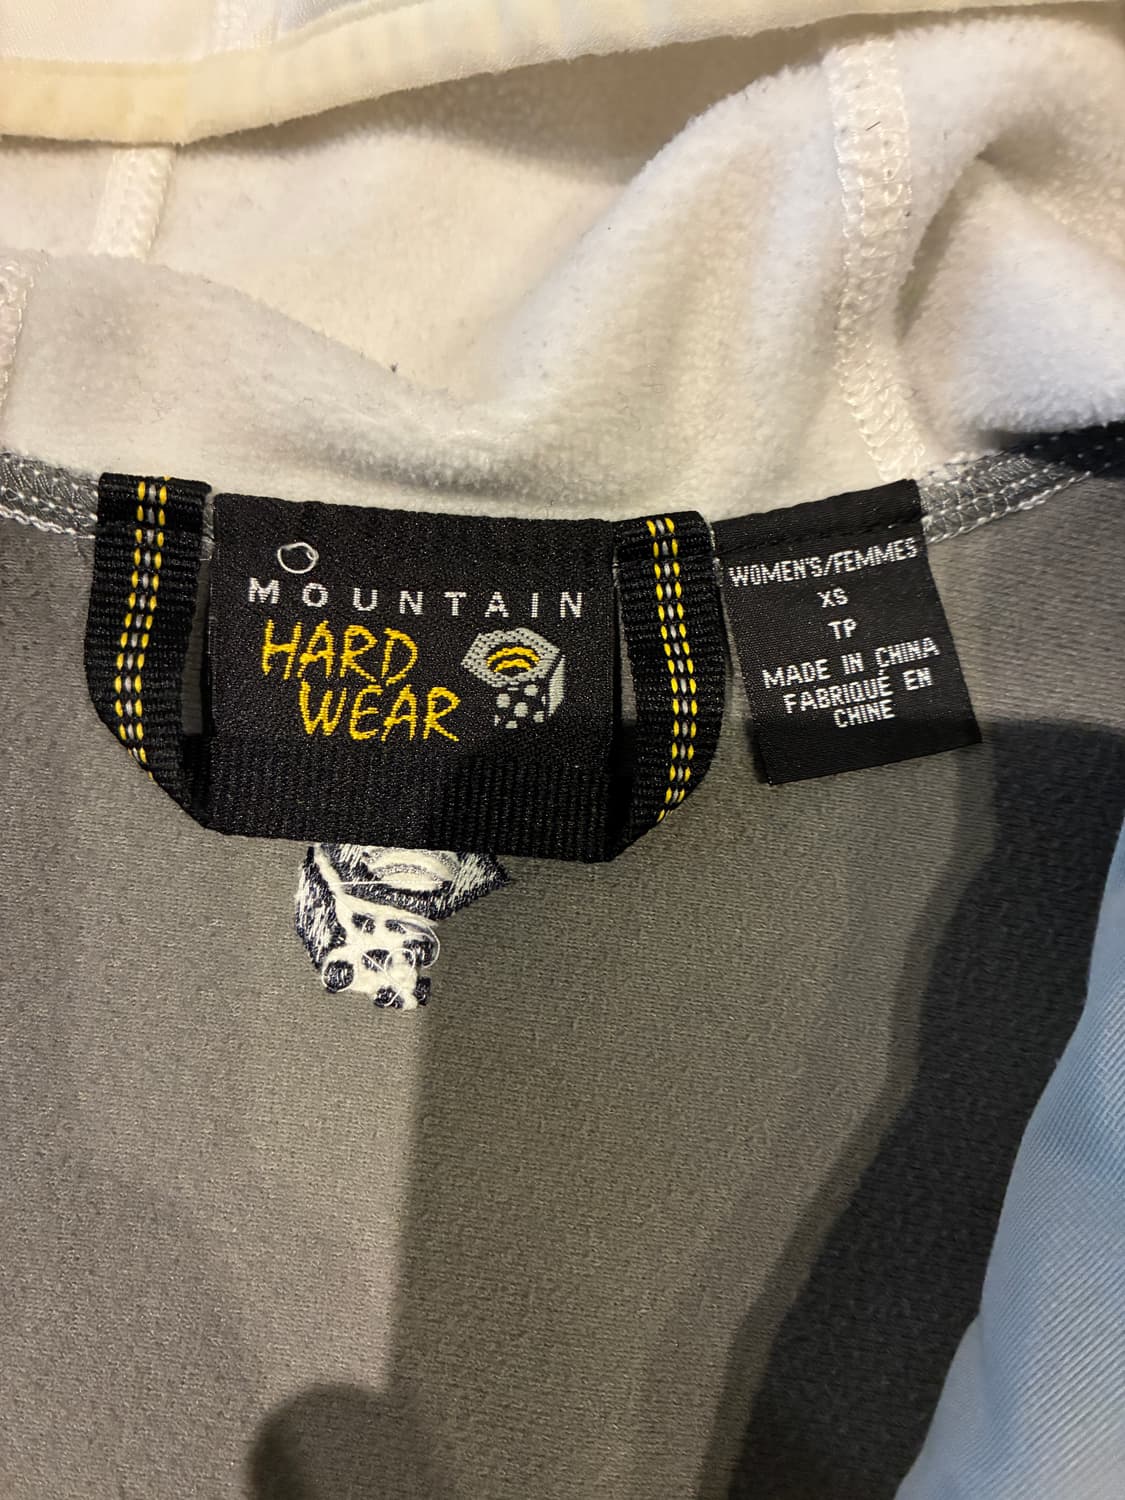 MOUNTAIN
HARD
WEAR
WOMEN'S/FEMMES
XS
TP
MADE IN CHINA
FABRIQUÉ EN
CHINE